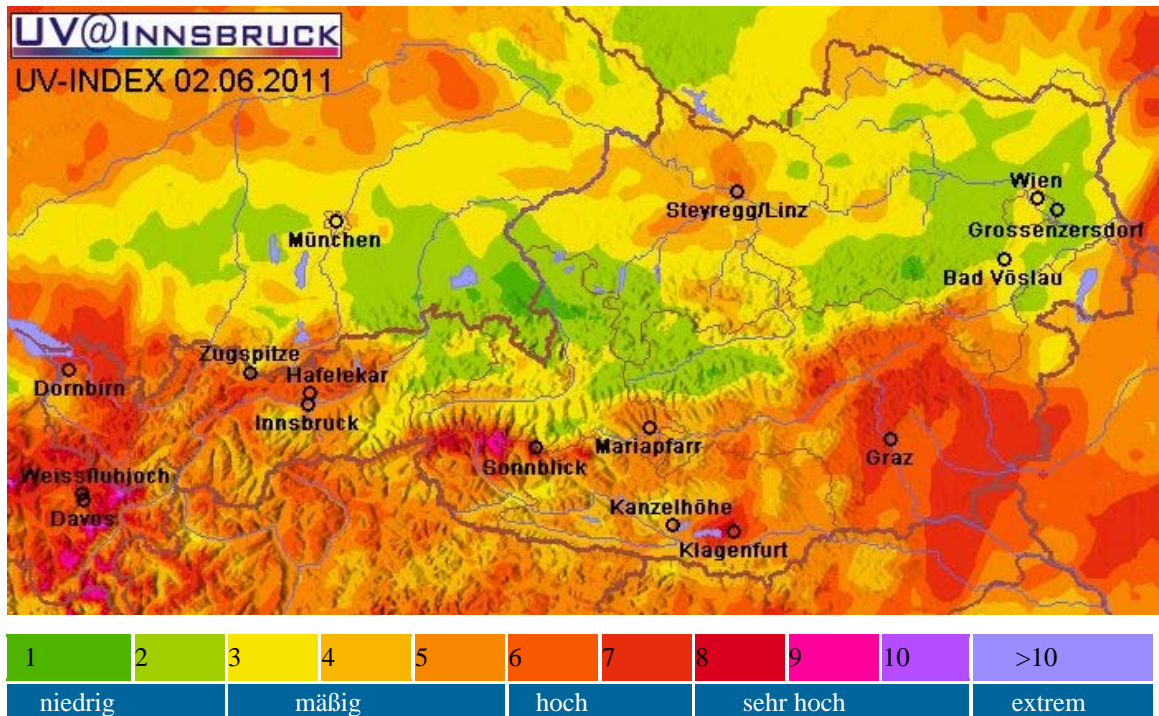 UV@INNSBRUCK
UV-INDEX 02.06.2011
Wien
Steyregg/Linz
Grossenzersdorf
München
Bad Vöslau
Zugspitze
Dornbirn
Hafelekar
Innsbruck
Mariapfarr
Sonnblick
Graz
Weissfluhjoch
Davos
Kanzelhöhe
Klagenfurt
1 2 3 4 5 6 7 8 9 10 >10
niedrig mäßig hoch sehr hoch extrem